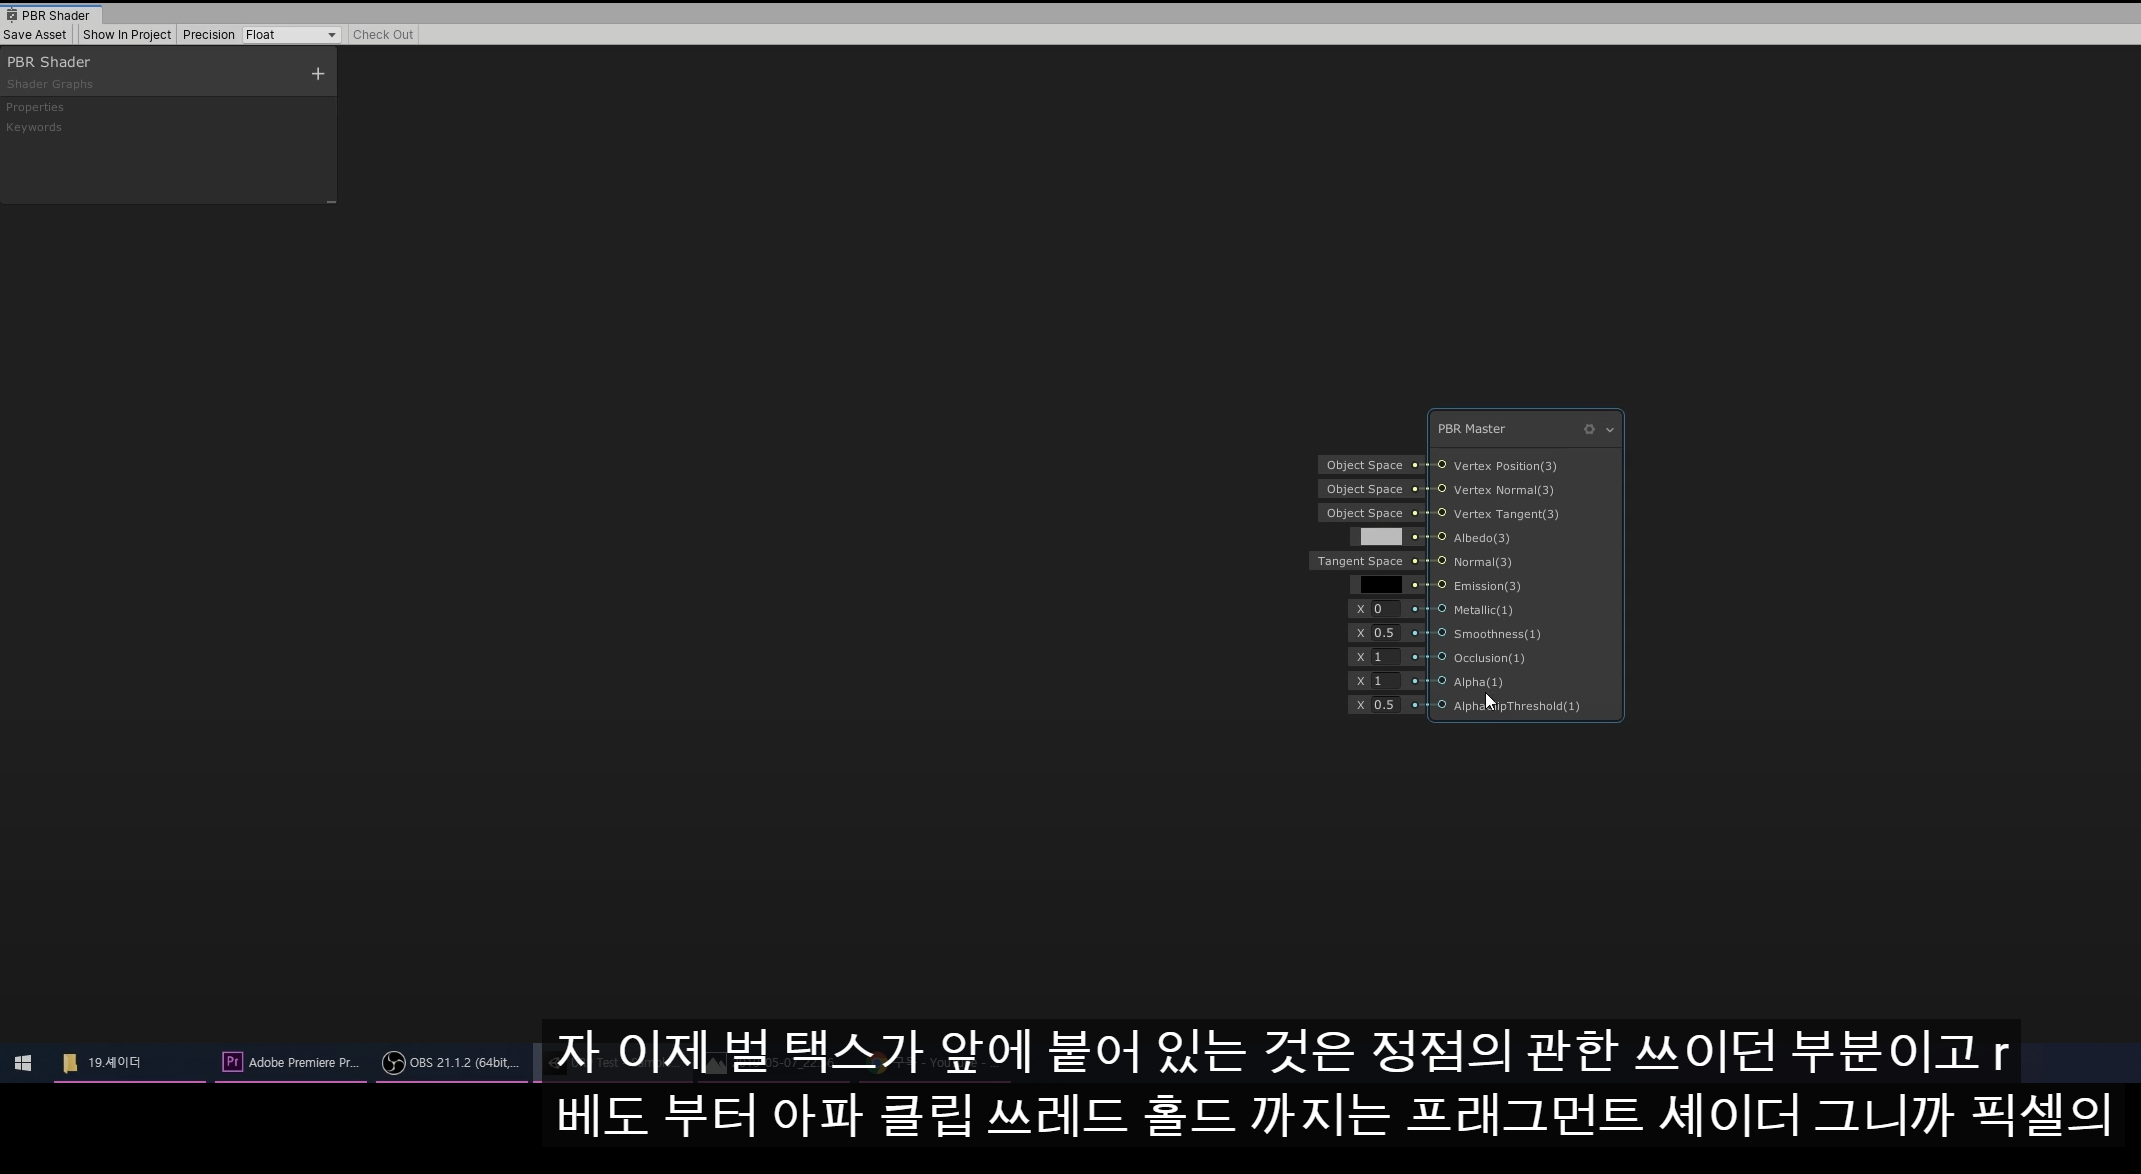 PBR Shader
Save Asset Show In Project Precision Float Check Out
PBR Shader
Shader Graphs
Properties
Keywords
PBR Master
Object Space Vertex Position(3)
Object Space Vertex Normal(3)
Object Space Vertex Tangent(3)
Albedo(3)
Tangent Space Normal(3)
Emission(3)
X 0 Metallic(1)
X 0.5 Smoothness(1)
X 1 Occlusion(1)
X 1 Alpha(1)
X 0.5
19.셰이더 Adobe Premiere Pr... OBS 21.1.2 (64bit,...
자 이제 벌 택스가 앞에 붙어 있는 것은 정점의 관한 쓰이던 부분이고 r
베도 부터 아파 클립 쓰레드 홀드 까지는 프래그먼트 셰이더 그니까 픽셀의